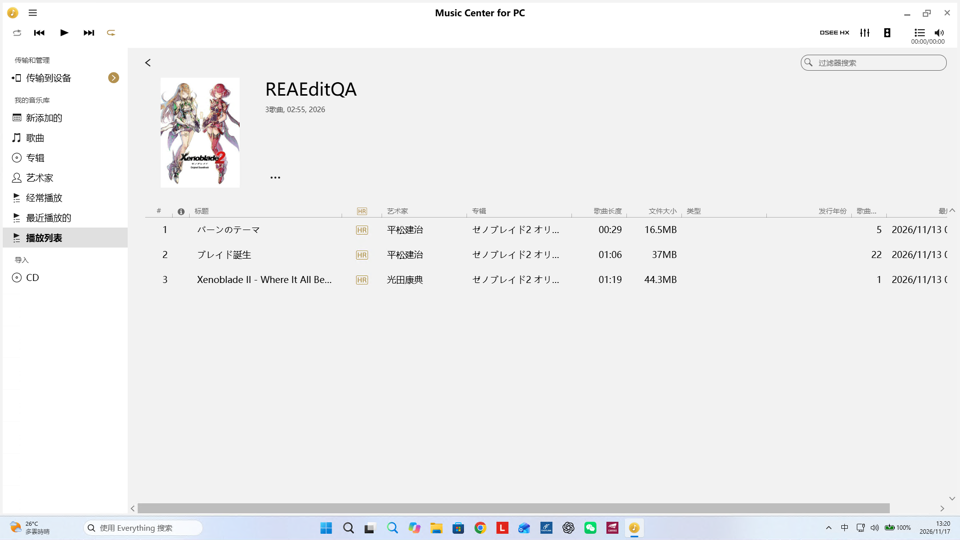 Music Center for PC
DSEE HX
00:00/00:00
传输和管理
传输到设备
我的音乐库
新添加的
歌曲
专辑
艺术家
经常播放
最近播放的
播放列表
导入
CD
过滤器搜索
REAEditQA
3歌曲, 02:55, 2026
Xenoblade 2
...
# 标题 HR 艺术家 专辑 歌曲长度 文件大小 类型 发行年份 歌曲... 最
1 バーンのテーマ HR 平松建治 ゼノブレイド2 オリ... 00:29 16.5MB 5 2026/11/13
2 ブレイド誕生 HR 平松建治 ゼノブレイド2 オリ... 01:06 37MB 22 2026/11/13
3 Xenoblade II - Where It All Be... HR 光田康典 ゼノブレイド2 オリ... 01:19 44.3MB 1 2026/11/13
26°C
多雲時晴
使用 Everything 搜索
中
100%
13:20
2026/11/17